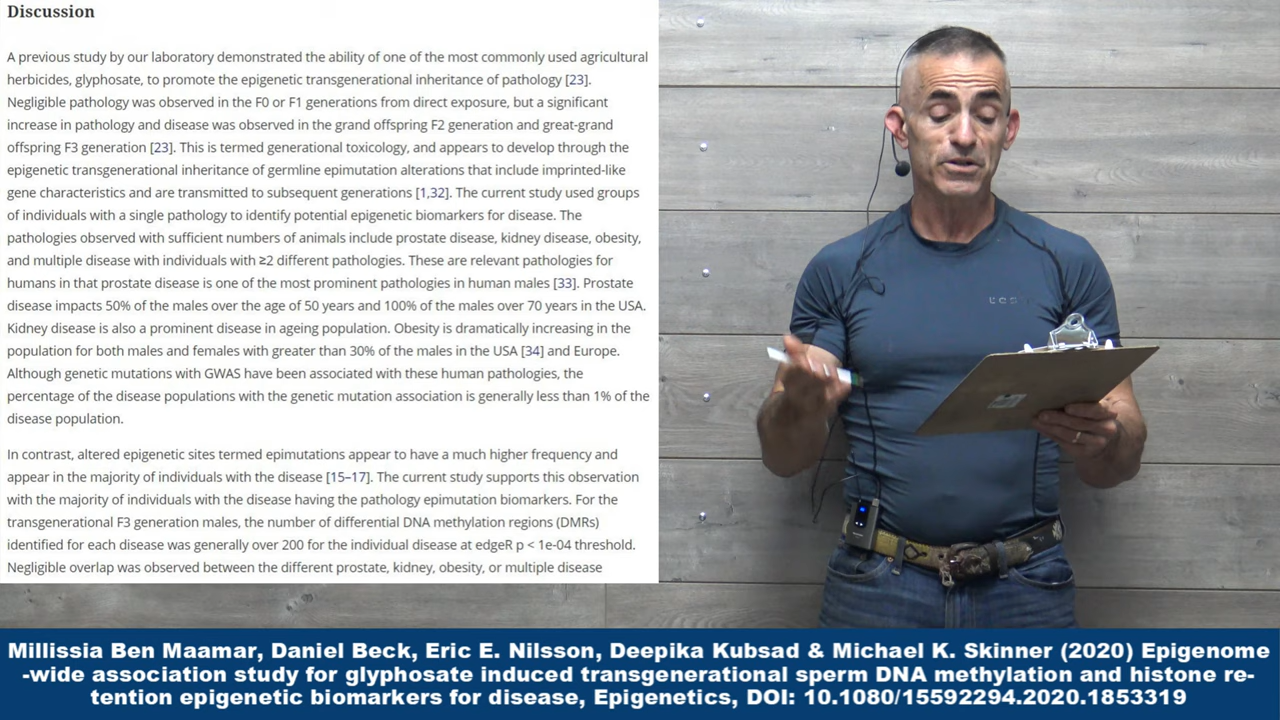 Discussion
A previous study by our laboratory demonstrated the ability of one of the most commonly used agricultural
herbicides, glyphosate, to promote the epigenetic transgenerational inheritance of pathology [23].
Negligible pathology was observed in the F0 or F1 generations from direct exposure, but a significant
increase in pathology and disease was observed in the grand offspring F2 generation and great-grand
offspring F3 generation [23]. This is termed generational toxicology, and appears to develop through the
epigenetic transgenerational inheritance of germline epimutation alterations that include imprinted-like
gene characteristics and are transmitted to subsequent generations [1,32]. The current study used groups
of individuals with a single pathology to identify potential epigenetic biomarkers for disease. The
pathologies observed with sufficient numbers of animals include prostate disease, kidney disease, obesity,
and multiple disease with individuals with ≥2 different pathologies. These are relevant pathologies for
humans in that prostate disease is one of the most prominent pathologies in human males [33]. Prostate
disease impacts 50% of the males over the age of 50 years and 100% of the males over 70 years in the USA.
Kidney disease is also a prominent disease in ageing population. Obesity is dramatically increasing in the
population for both males and females with greater than 30% of the males in the USA [34] and Europe.
Although genetic mutations with GWAS have been associated with these human pathologies, the
percentage of the disease populations with the genetic mutation association is generally less than 1% of the
disease population.
In contrast, altered epigenetic sites termed epimutations appear to have a much higher frequency and
appear in the majority of individuals with the disease [15–17]. The current study supports this observation
with the majority of individuals with the disease having the pathology epimutation biomarkers. For the
transgenerational F3 generation males, the number of differential DNA methylation regions (DMRs)
identified for each disease was generally over 200 for the individual disease at edgeR p < 1e-04 threshold.
Negligible overlap was observed between the different prostate, kidney, obesity, or multiple disease
Millissia Ben Maamar, Daniel Beck, Eric E. Nilsson, Deepika Kubsad & Michael K. Skinner (2020) Epigenome
-wide association study for glyphosate induced transgenerational sperm DNA methylation and histone re-
tention epigenetic biomarkers for disease, Epigenetics, DOI: 10.1080/15592294.2020.1853319